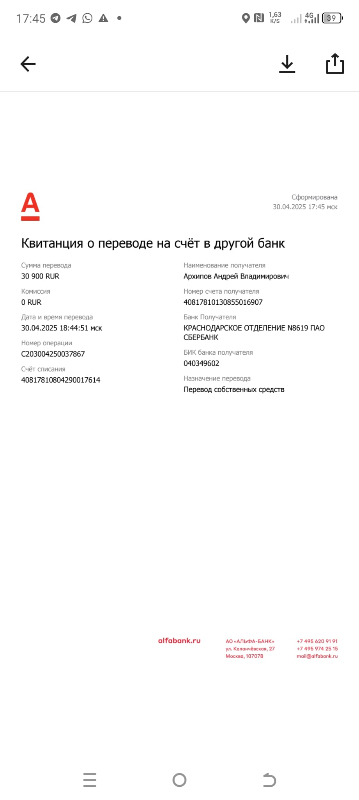 17:45
1,63
К/S
4G
39
A
Сформирована
30.04.2025 17:45 мск
Квитанция о переводе на счёт в другой банк
Сумма перевода
30 900 RUR
Комиссия
0 RUR
Дата и время перевода
30.04.2025 18:44:51 мск
Номер операции
C203004250037867
Счёт списания
40817810804290017614
Наименование получателя
Архипов Андрей Владимирович
Номер счета получателя
40817810130855016907
Банк Получателя
КРАСНОДАРСКОЕ ОТДЕЛЕНИЕ N8619 ПАО
СБЕРБАНК
БИК банка получателя
040349602
Назначение перевода
Перевод собственных средств
alfabank.ru
АО «АЛЬФА-БАНК»
ул. Каланчёвская, 27
Москва, 107078
+7 495 620 91 91
+7 495 974 25 15
mail@alfabank.ru